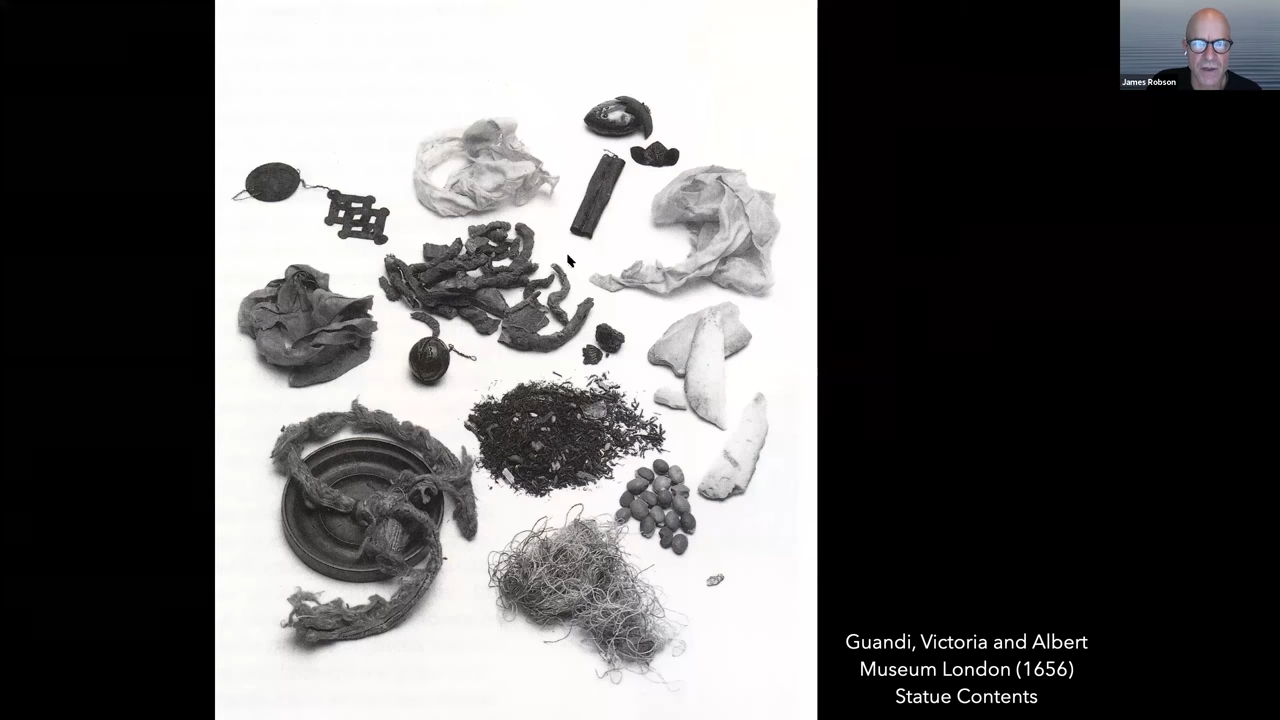 James Robson
Guandi, Victoria and Albert
Museum London (1656)
Statue Contents